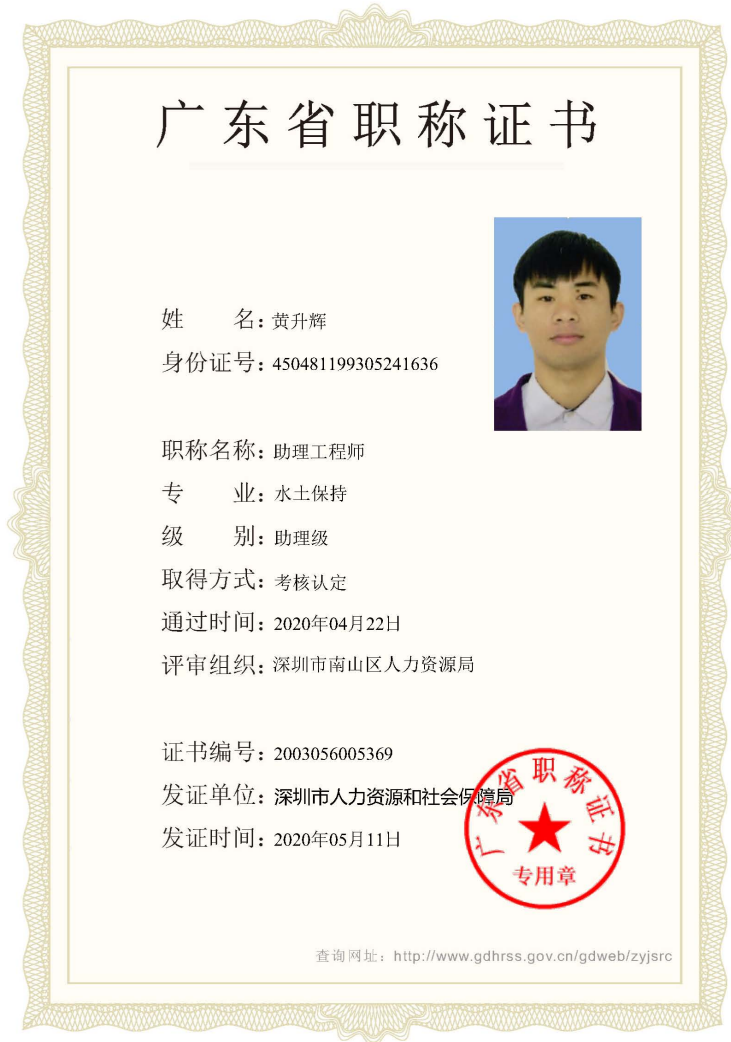 广东省职称证书
姓名：黄升辉
身份证号：450481199305241636
职称名称：助理工程师
专业：水土保持
级别：助理级
取得方式：考核认定
通过时间：2020年04月22日
评审组织：深圳市南山区人力资源局
证书编号：2003056005369
发证单位：深圳市人力资源和社会保障局
发证时间：2020年05月11日
广东省职称证书
专用章
查询网址：http://www.gdhrss.gov.cn/gdweb/zyjsrc